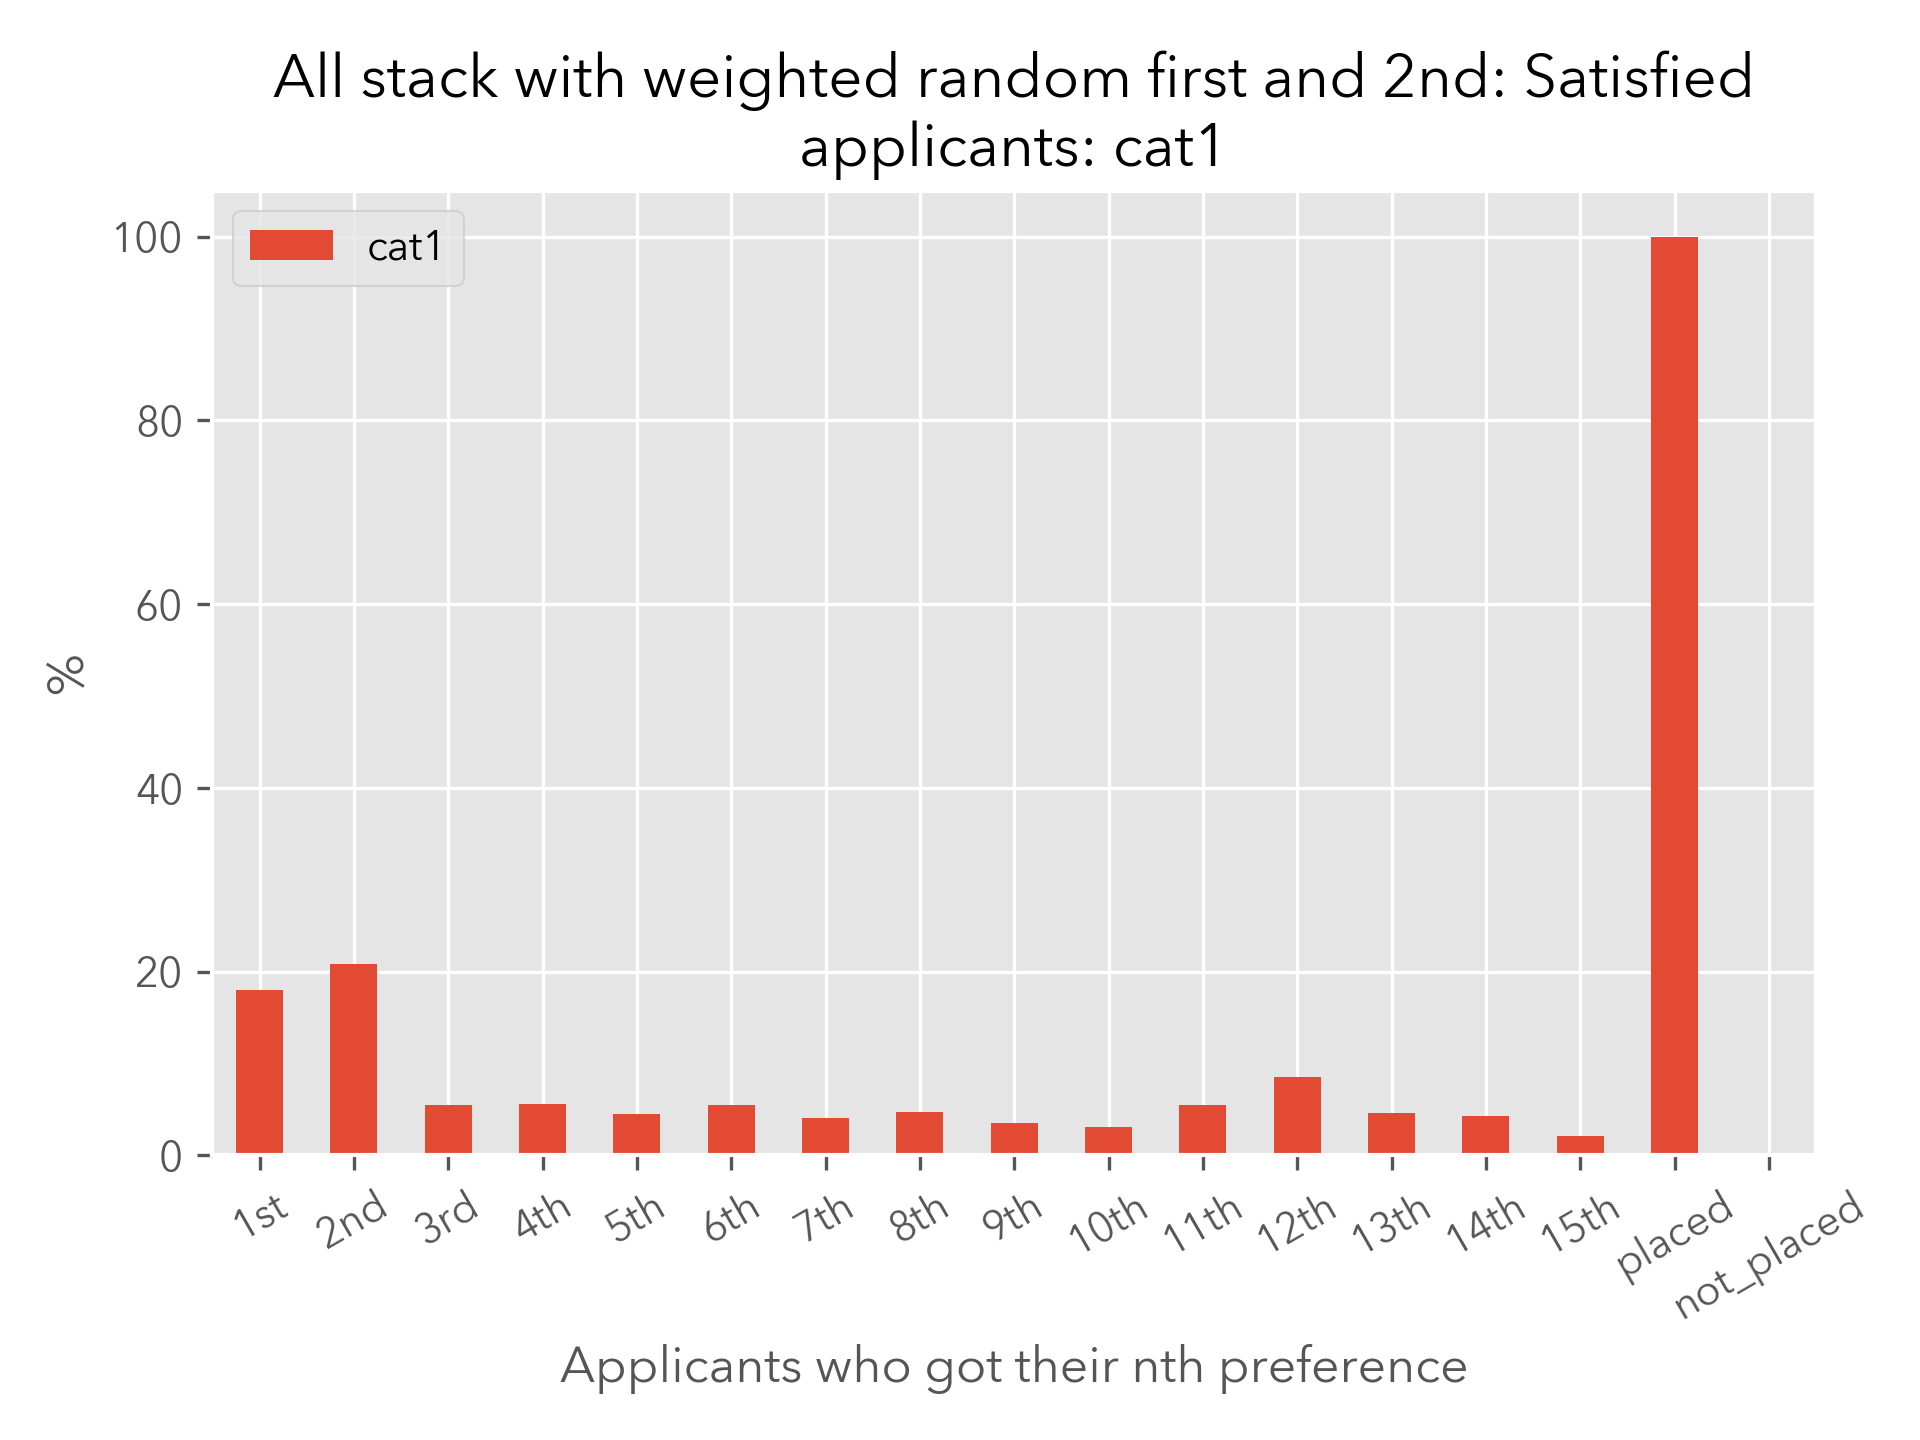 All stack with weighted random first and 2nd: Satisfied
applicants: cat1
cat1
100
80
60
40
20
0
%
1st
2nd
3rd
4th
5th
6th
7th
8th
9th
10th
11th
12th
13th
14th
15th
placed
not_placed
Applicants who got their nth preference